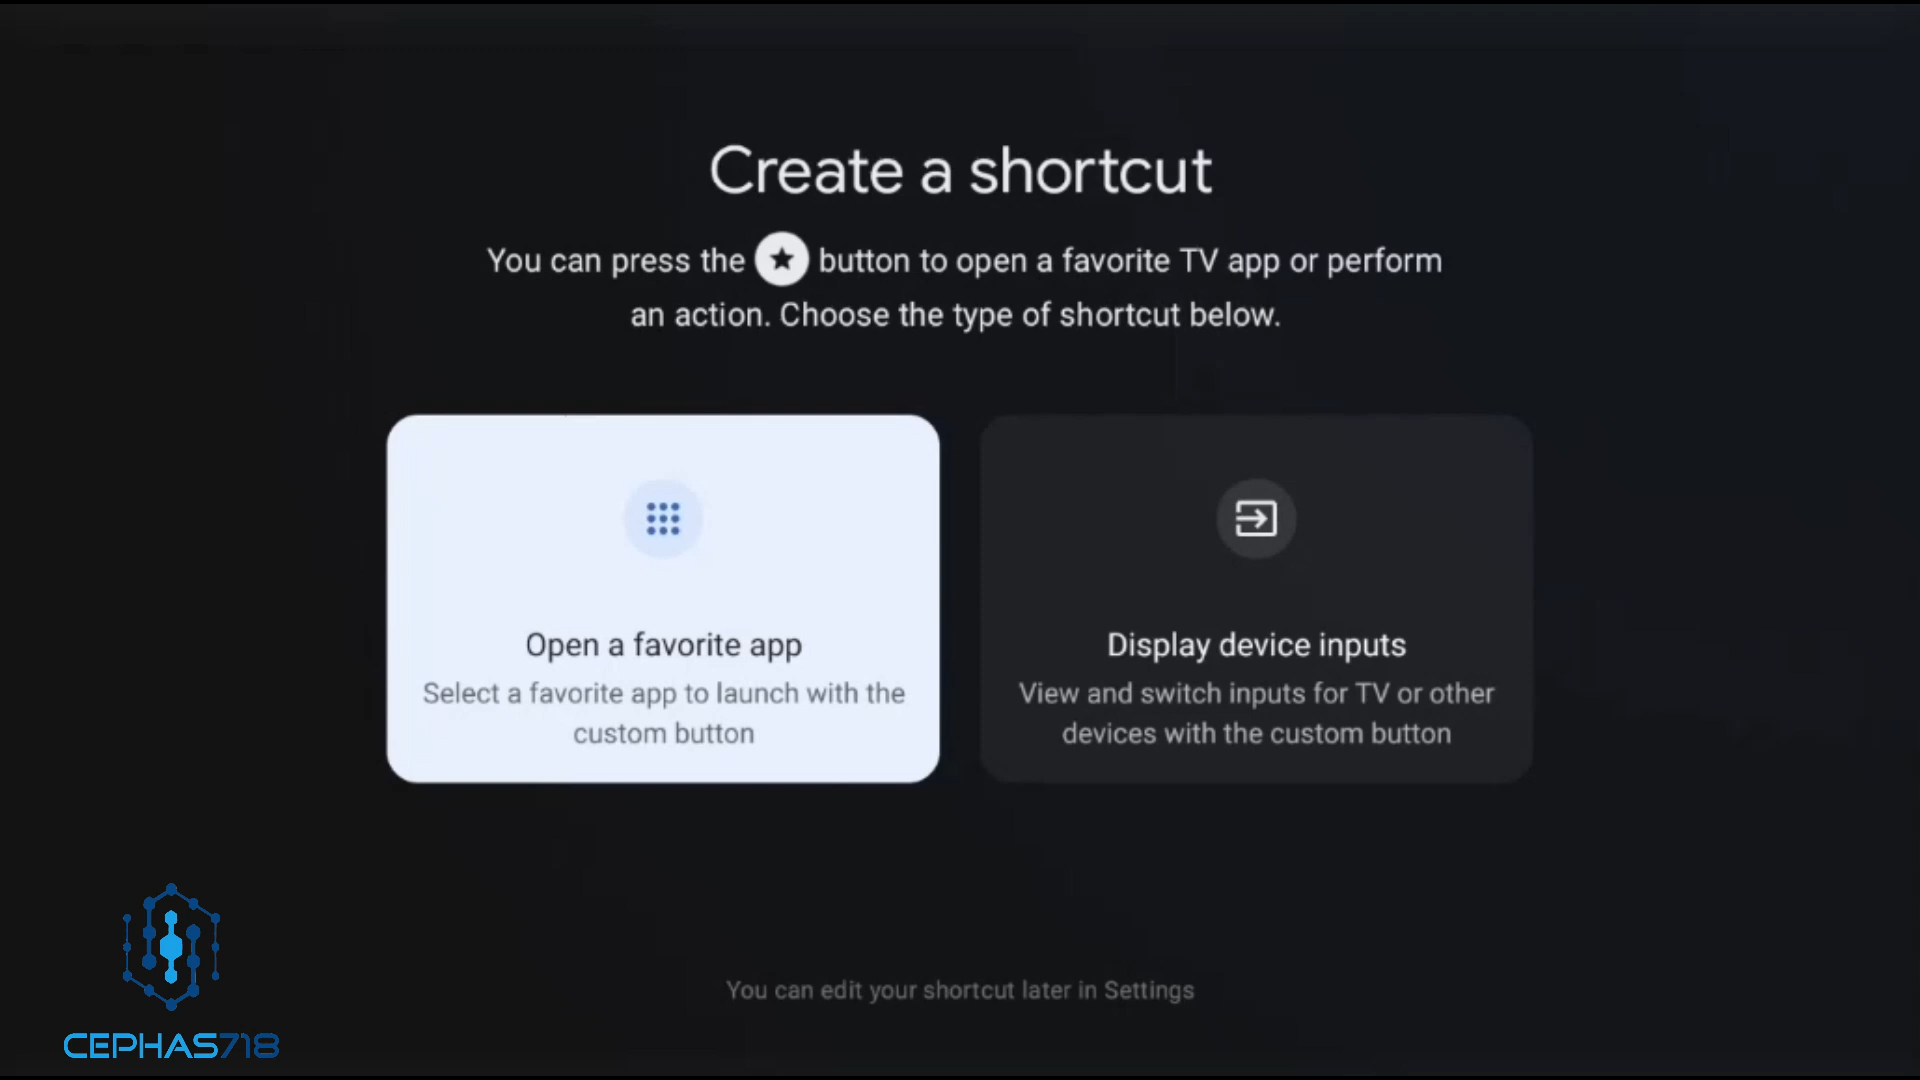 Create a shortcut
You can press the ★ button to open a favorite TV app or perform
an action. Choose the type of shortcut below.
Open a favorite app
Select a favorite app to launch with the
custom button
Display device inputs
View and switch inputs for TV or other
devices with the custom button
You can edit your shortcut later in Settings
CEPHAS718